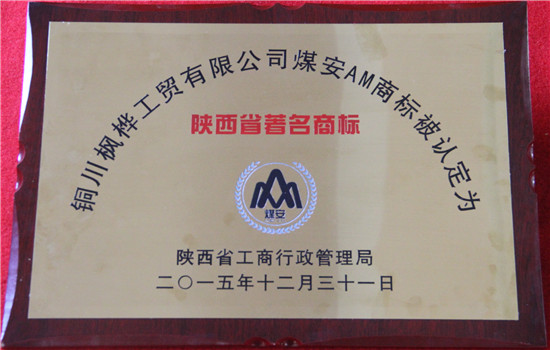 铜川枫桦工贸有限公司煤安AM商标被认定为
陕西省著名商标
煤安
陕西省工商行政管理局
二〇一五年十二月三十一日